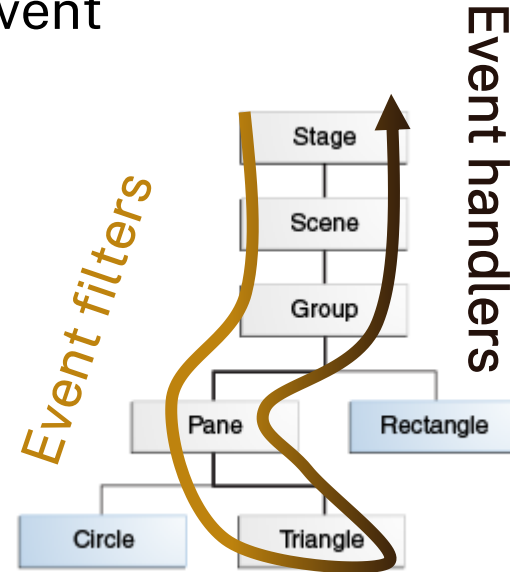 vent
Event filters
Event handlers
Stage
Scene
Group
Pane
Rectangle
Circle
Triangle